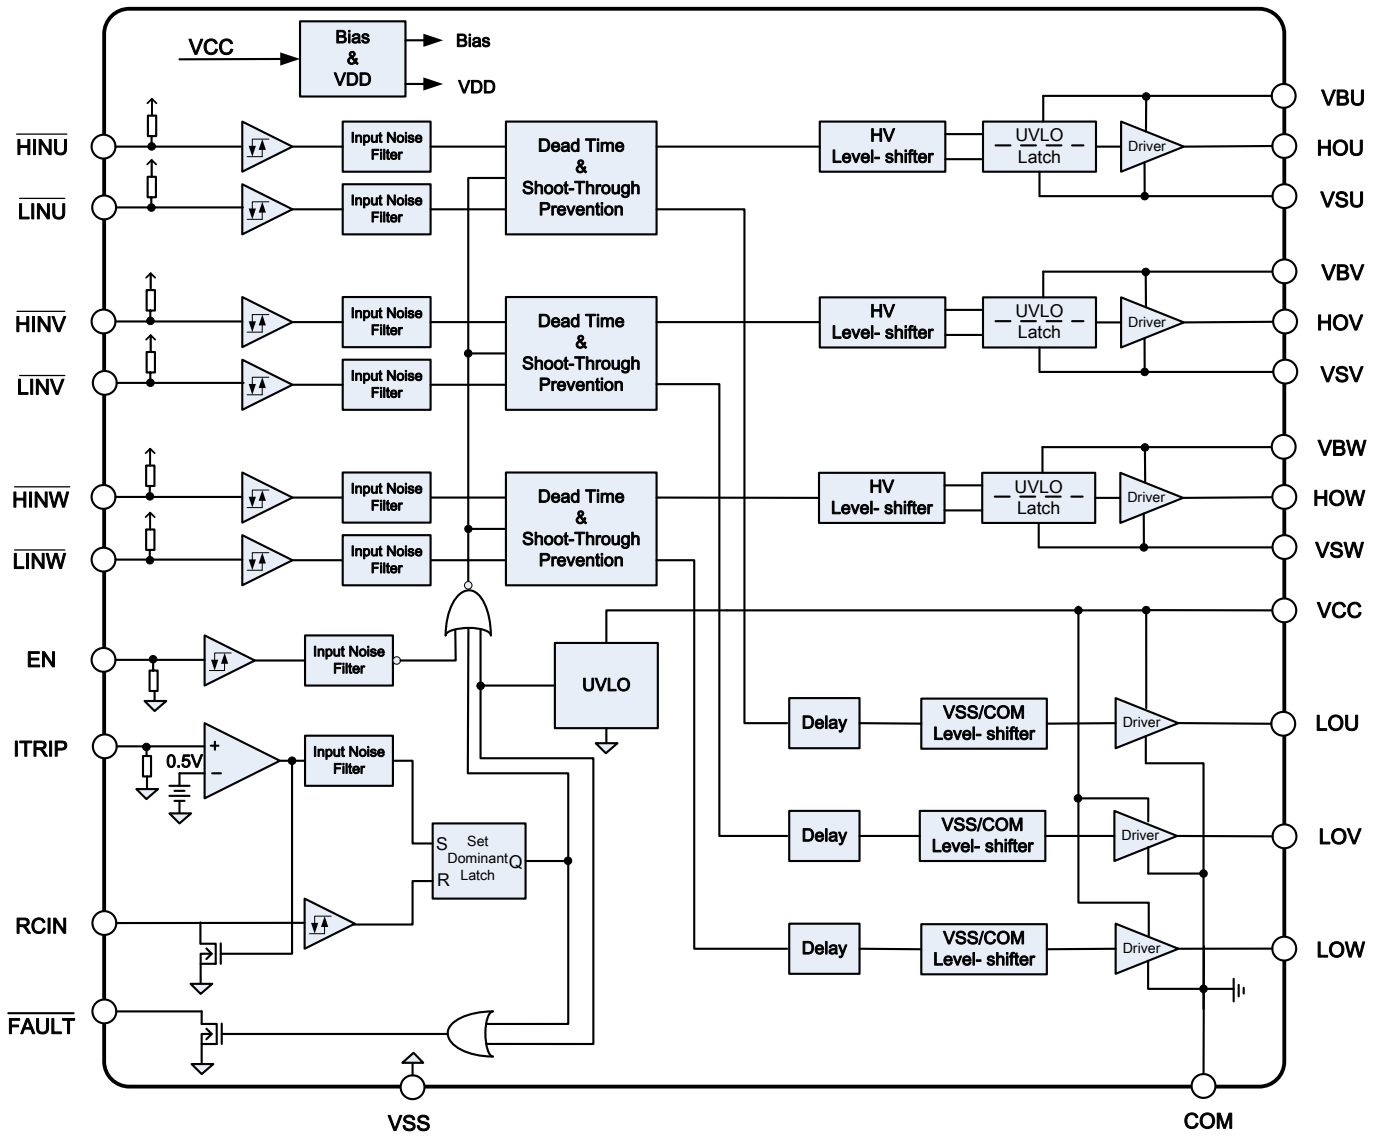 VCC
Bias
&
VDD
Bias
VDD
HINU
Input Noise
Filter
Dead Time
&
Shoot-Through
Prevention
HV
Level- shifter
UVLO
Latch
Driver
VBU
HOU
VSU
LINU
Input Noise
Filter
HINV
Input Noise
Filter
Dead Time
&
Shoot-Through
Prevention
HV
Level- shifter
UVLO
Latch
Driver
VBV
HOV
VSV
LINV
Input Noise
Filter
HINW
Input Noise
Filter
Dead Time
&
Shoot-Through
Prevention
HV
Level- shifter
UVLO
Latch
Driver
VBW
HOW
VSW
LINW
Input Noise
Filter
VCC
EN
Input Noise
Filter
UVLO
Delay
VSS/COM
Level- shifter
Driver
LOU
ITRIP
0.5V
+
−
Input Noise
Filter
S
R
Set
Dominant
Latch
Q
Delay
VSS/COM
Level- shifter
Driver
LOV
RCIN
Delay
VSS/COM
Level- shifter
Driver
LOW
FAULT
VSS
COM